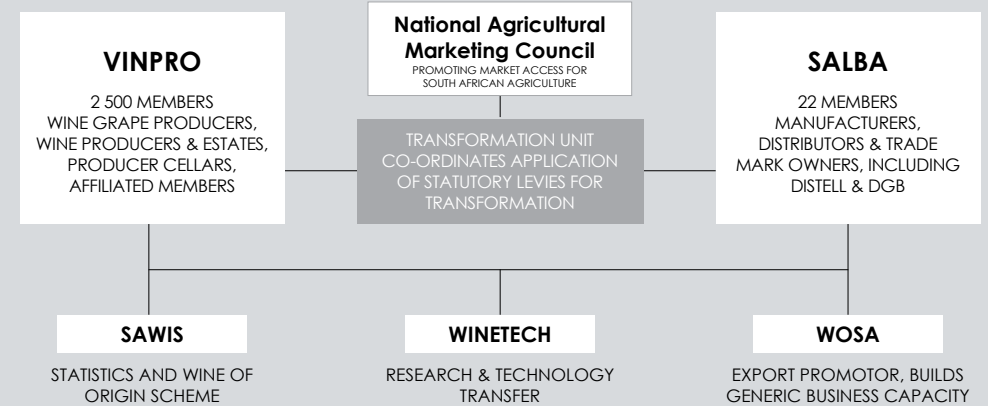 VINPRO
2 500 MEMBERS
WINE GRAPE PRODUCERS,
WINE PRODUCERS & ESTATES,
PRODUCER CELLARS,
AFFILIATED MEMBERS
National Agricultural
Marketing Council
PROMOTING MARKET ACCESS FOR
SOUTH AFRICAN AGRICULTURE
TRANSFORMATION UNIT
CO-ORDINATES APPLICATION
OF STATUTORY LEVIES FOR
TRANSFORMATION
SALBA
22 MEMBERS
MANUFACTURERS,
DISTRIBUTORS & TRADE
MARK OWNERS, INCLUDING
DISTELL & DGB
SAWIS
STATISTICS AND WINE OF
ORIGIN SCHEME
WINETECH
RESEARCH & TECHNOLOGY
TRANSFER
WOSA
EXPORT PROMOTOR, BUILDS
GENERIC BUSINESS CAPACITY